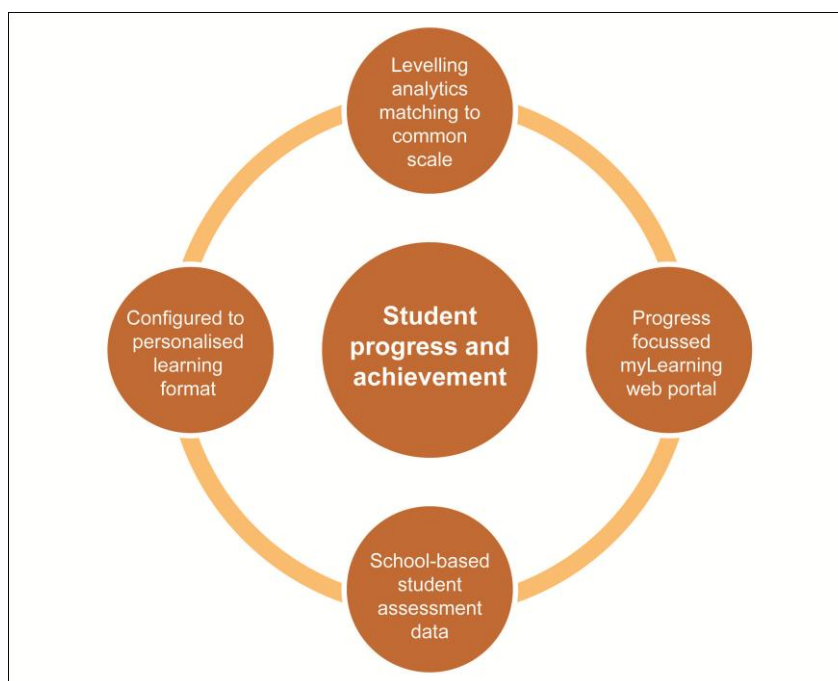 Levelling
analytics
matching to
common
scale
Configured to
personalised
learning
format
Student
progress and
achievement
Progress
focussed
myLearning
web portal
School-based
student
assessment
data